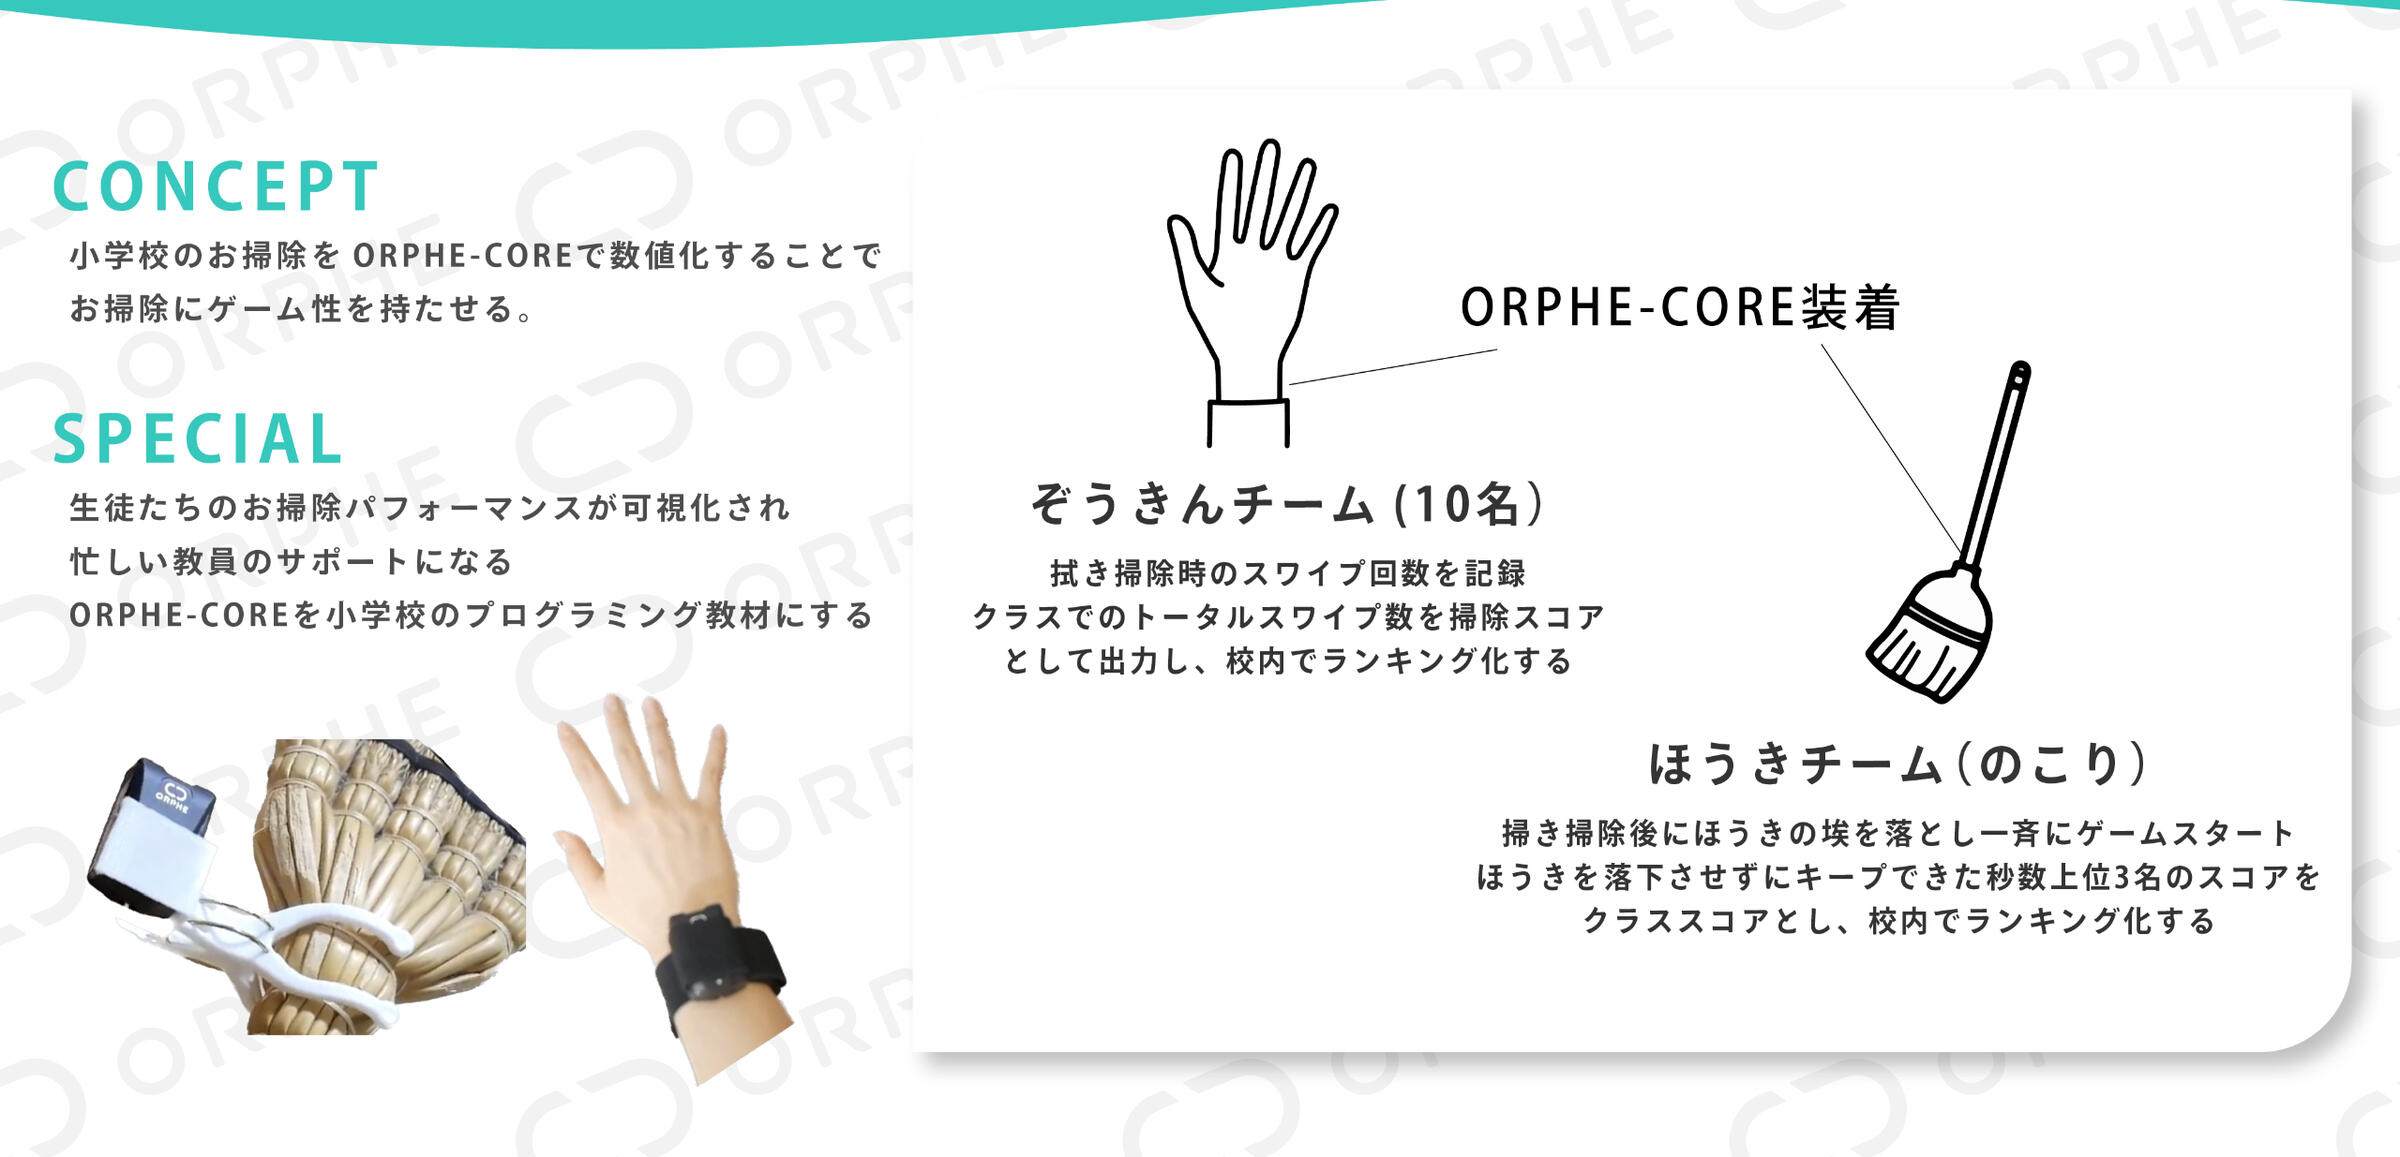 CONCEPT
小学校のお掃除を ORPHE-COREで数値化することで
お掃除にゲーム性を持たせる。
SPECIAL
生徒たちのお掃除パフォーマンスが可視化され
忙しい教員のサポートになる
ORPHE-COREを小学校のプログラミング教材にする
ORPHE
ORPHE-CORE装着
ぞうきんチーム (10名)
拭き掃除時のスワイプ回数を記録
クラスでのトータルスワイプ数を掃除スコア
として出力し、校内でランキング化する
ほうきチーム(のこり)
掃き掃除後にほうきの埃を落とし一斉にゲームスタート
ほうきを落下させずにキープできた秒数上位3名のスコアを
クラススコアとし、校内でランキング化する